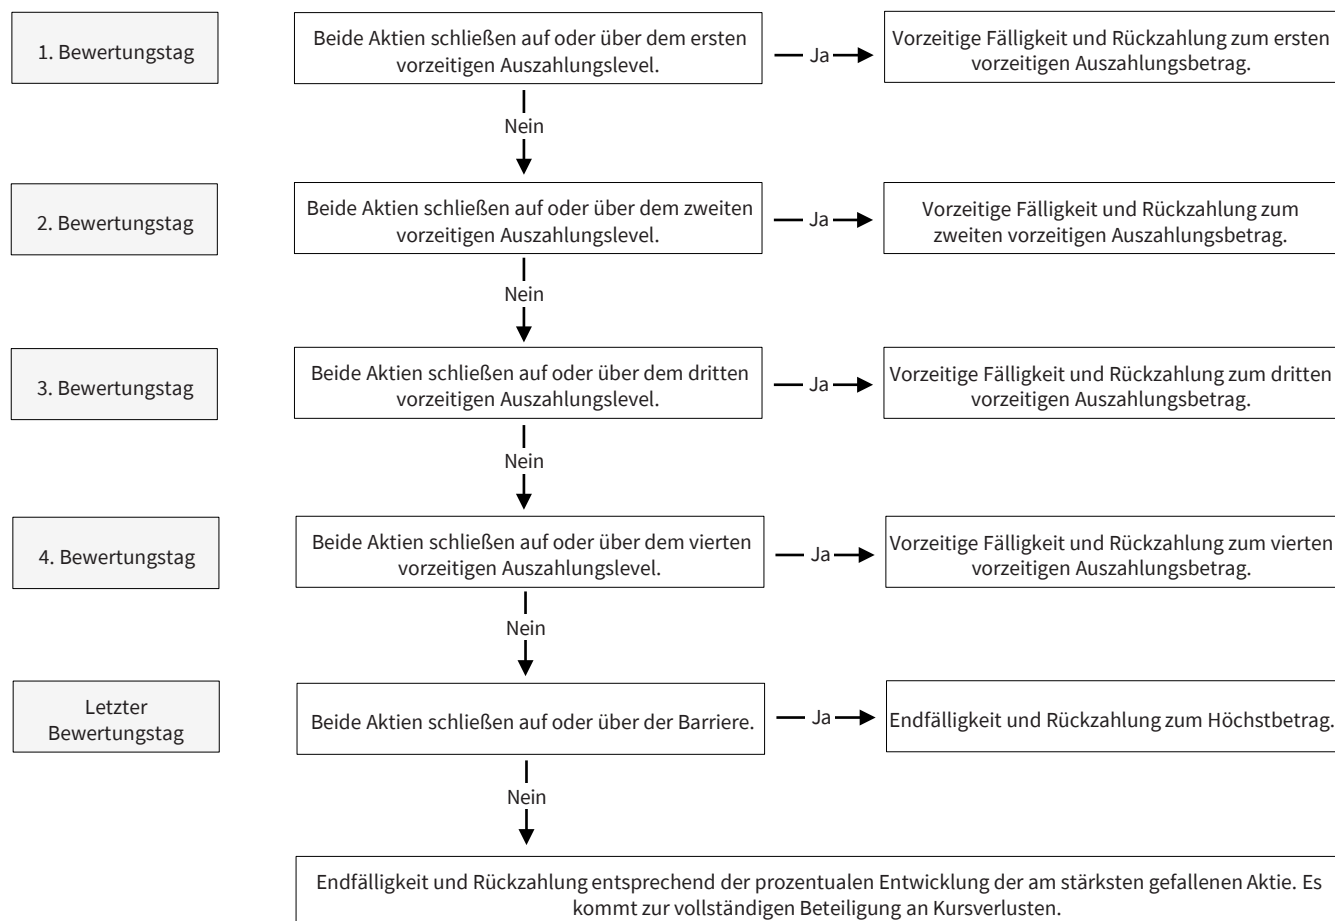 1. Bewertungstag
Beide Aktien schließen auf oder über dem ersten
vorzeitigen Auszahlungslevel.
Ja
Vorzeitige Fälligkeit und Rückzahlung zum ersten
vorzeitigen Auszahlungsbetrag.
Nein
2. Bewertungstag
Beide Aktien schließen auf oder über dem zweiten
vorzeitigen Auszahlungslevel.
Ja
Vorzeitige Fälligkeit und Rückzahlung zum
zweiten vorzeitigen Auszahlungsbetrag.
Nein
3. Bewertungstag
Beide Aktien schließen auf oder über dem dritten
vorzeitigen Auszahlungslevel.
Ja
Vorzeitige Fälligkeit und Rückzahlung zum dritten
vorzeitigen Auszahlungsbetrag.
Nein
4. Bewertungstag
Beide Aktien schließen auf oder über dem vierten
vorzeitigen Auszahlungslevel.
Ja
Vorzeitige Fälligkeit und Rückzahlung zum vierten
vorzeitigen Auszahlungsbetrag.
Nein
Letzter
Bewertungstag
Beide Aktien schließen auf oder über der Barriere.
Ja
Endfälligkeit und Rückzahlung zum Höchstbetrag.
Nein
Endfälligkeit und Rückzahlung entsprechend der prozentualen Entwicklung der am stärksten gefallenen Aktie. Es
kommt zur vollständigen Beteiligung an Kursverlusten.